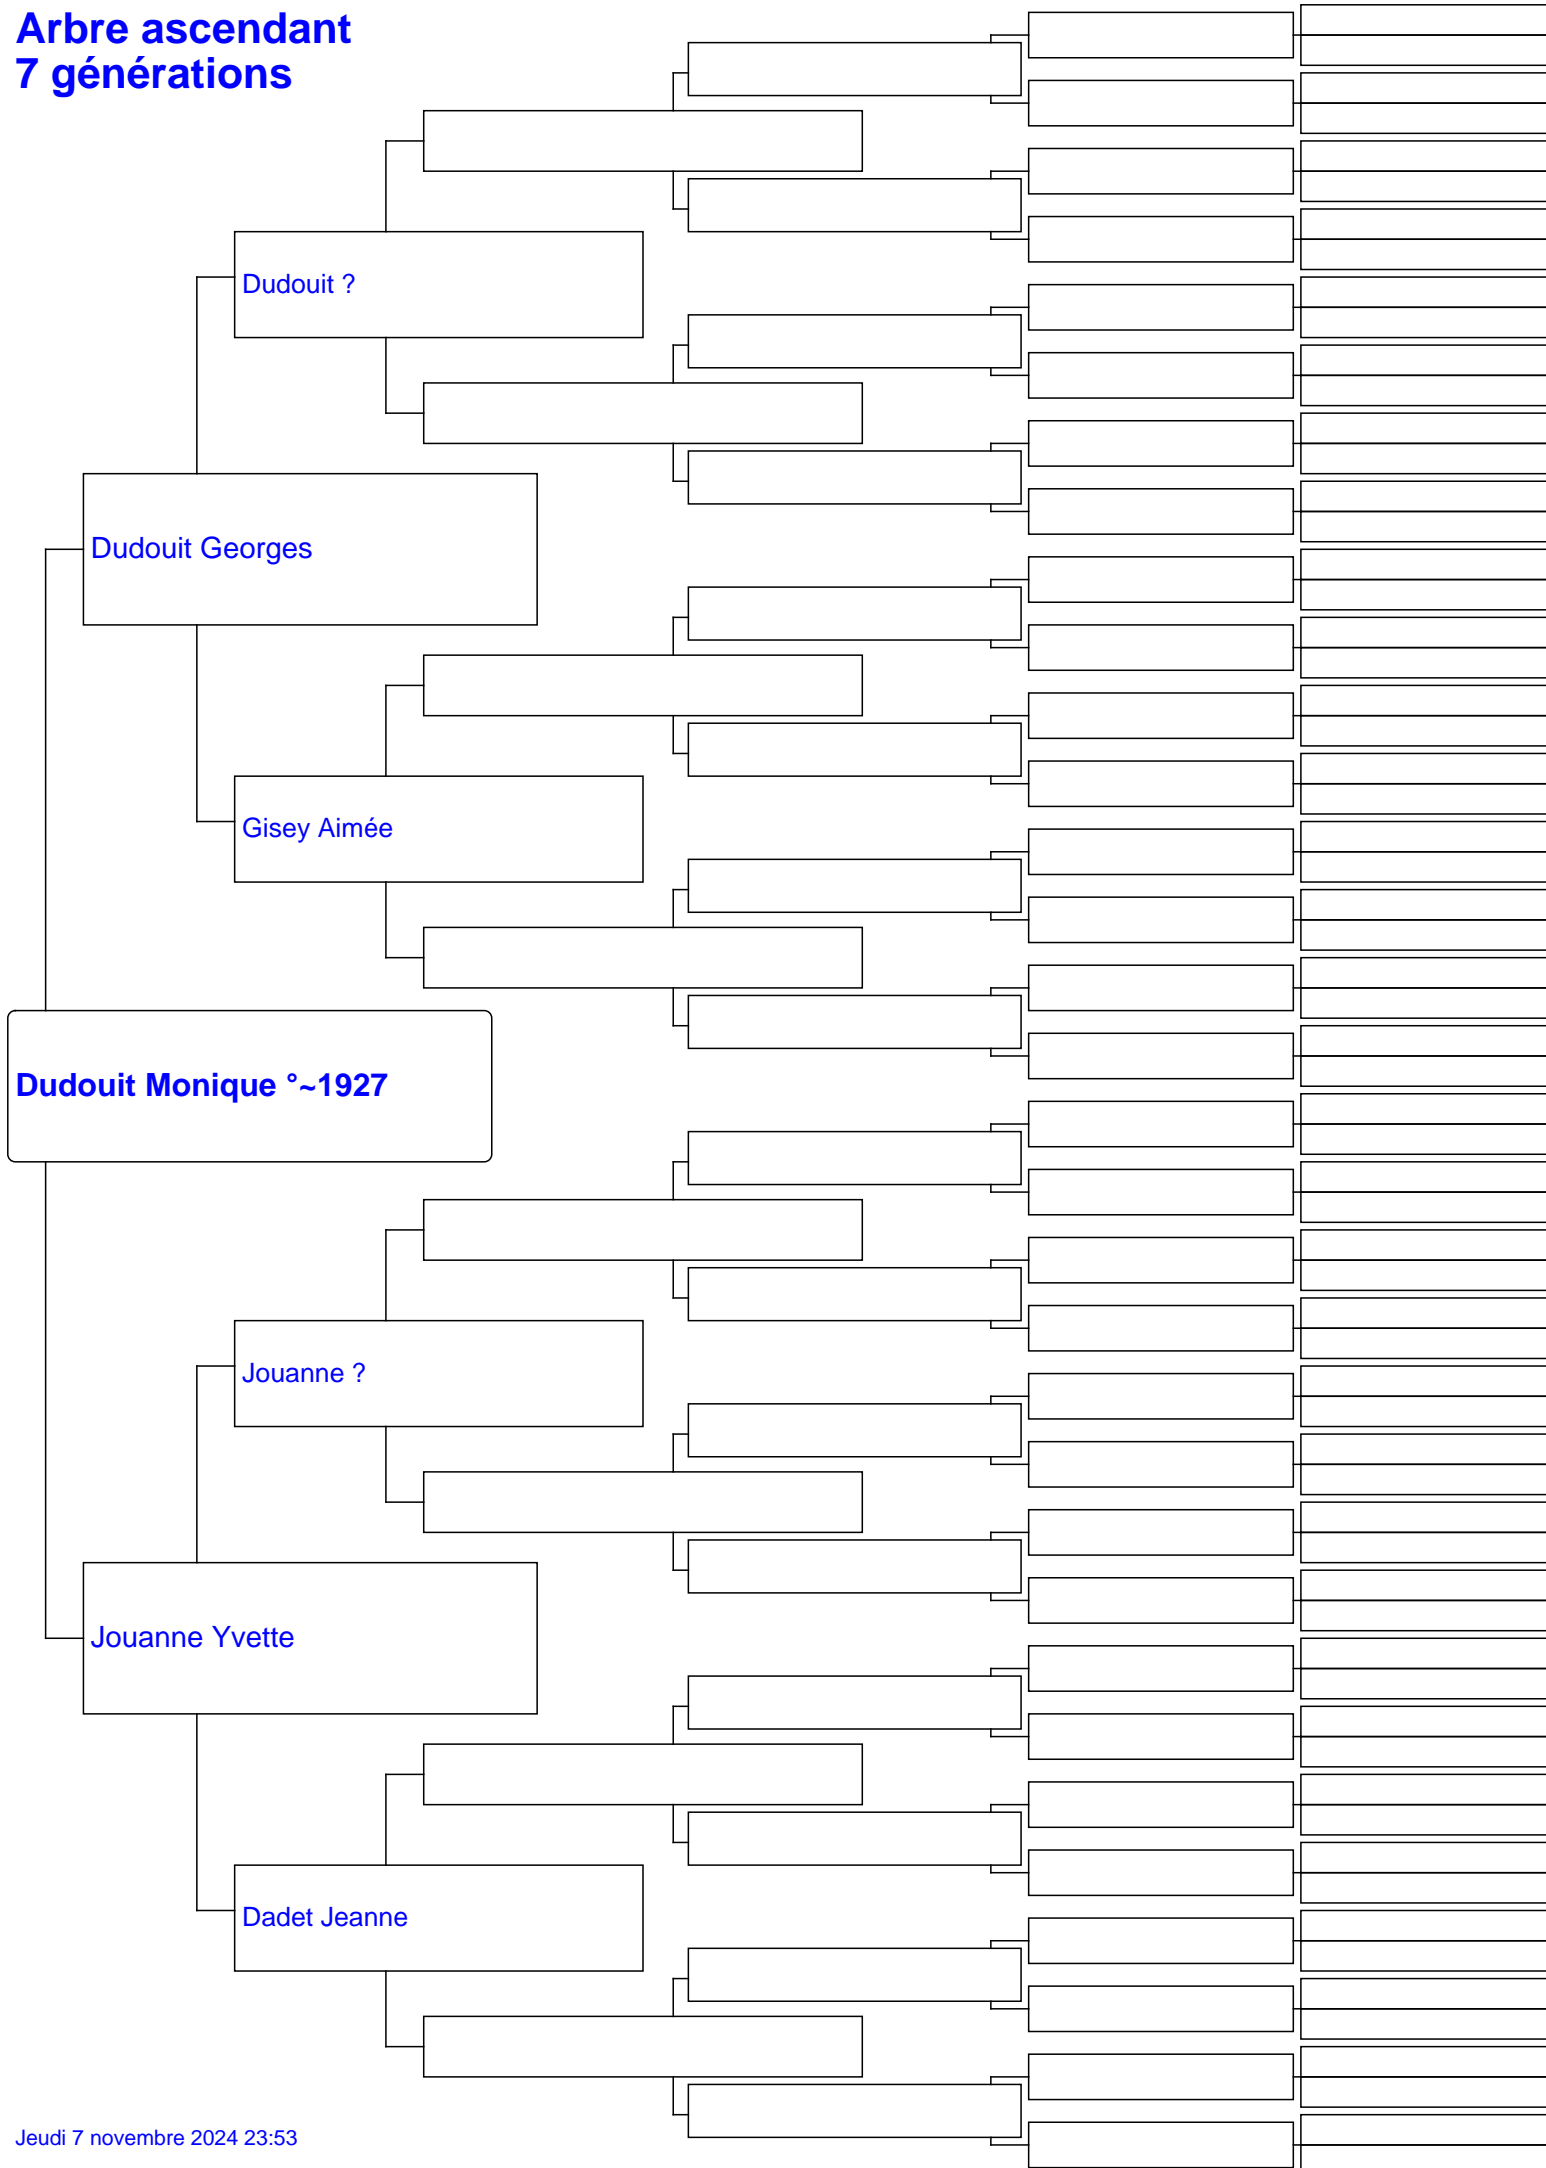 Arbre ascendant
7 générations
Dudouit ?
Dudouit Georges
Gisey Aimée
Dudouit Monique °~1927
Jouanne ?
Jouanne Yvette
Dadet Jeanne
Jeudi 7 novembre 2024 23:53